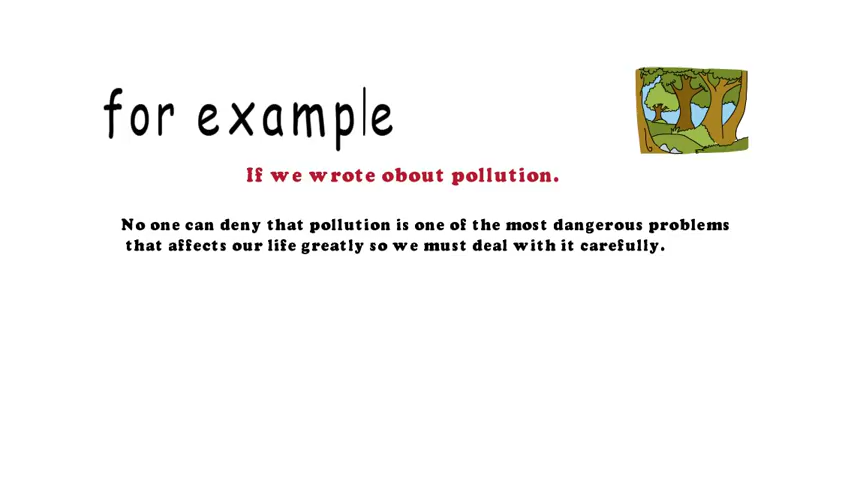 for example
If we wrote obout pollution.
No one can deny that pollution is one of the most dangerous problems
that affects our life greatly so we must deal with it carefully.